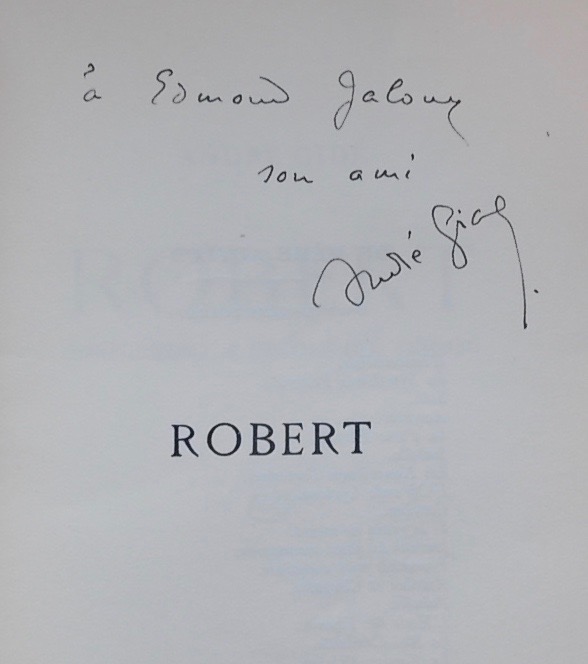 à Edmond Jaloux
son ami
André Gide.
ROBERT